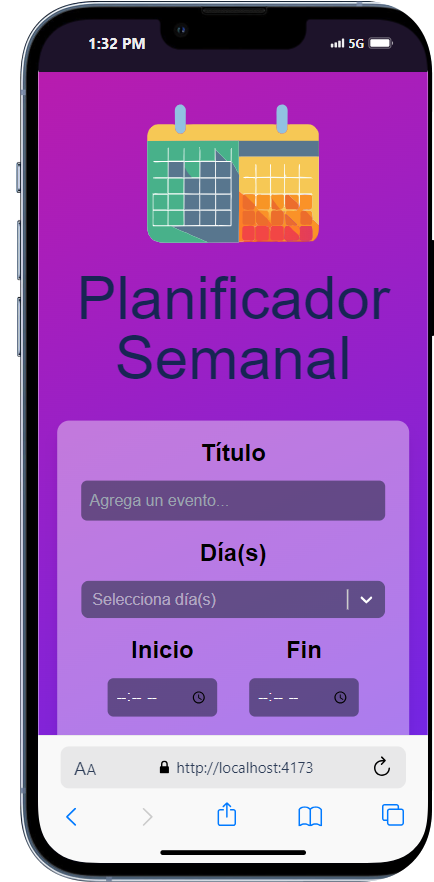 1:32 PM
5G
Planificador
Semanal
Título
Agrega un evento...
Día(s)
Selecciona día(s)
Inicio
Fin
--:-- --
--:-- --
AA
http://localhost:4173